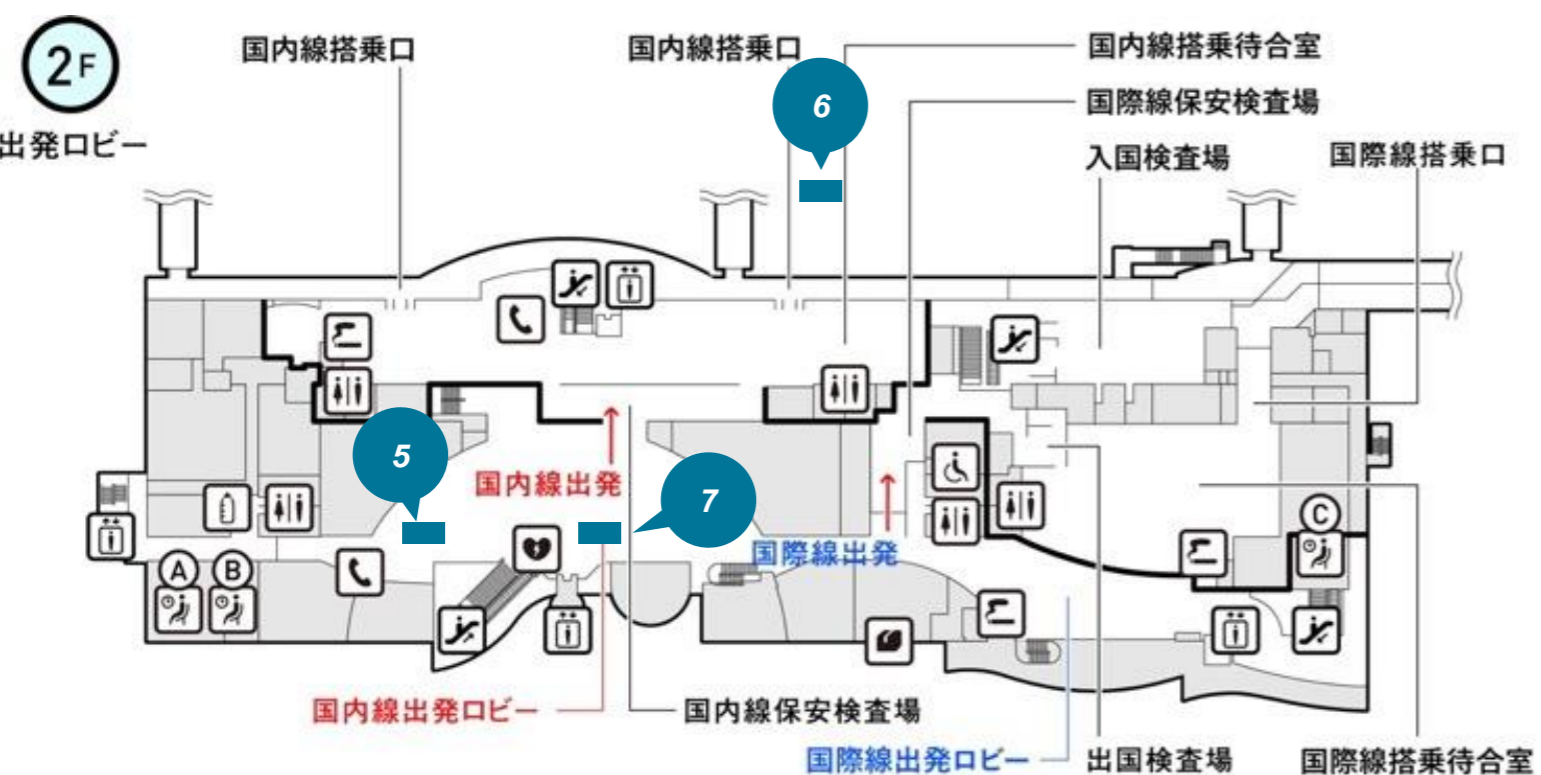 2F
出発ロビー
国内線搭乗口
国内線搭乗口
国内線搭乗待合室
国際線保安検査場
入国検査場
国際線搭乗口
6
5
国内線出発
7
国際線出発
A
B
C
国内線出発ロビー
国内線保安検査場
国際線出発ロビー
出国検査場
国際線搭乗待合室